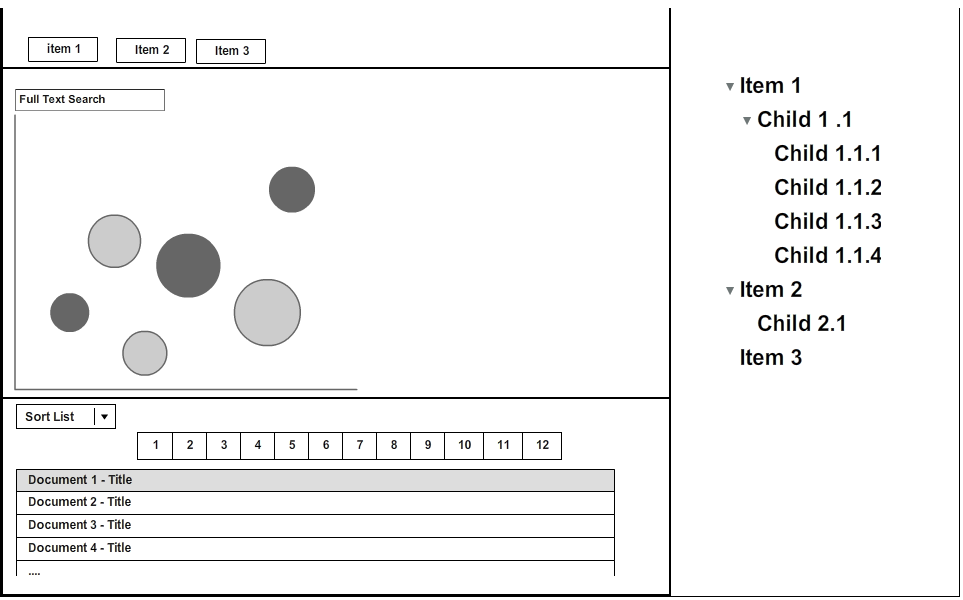 item 1 Item 2 Item 3
Full Text Search
Sort List
1 2 3 4 5 6 7 8 9 10 11 12
Document 1 - Title
Document 2 - Title
Document 3 - Title
Document 4 - Title
....
Item 1
Child 1 .1
Child 1.1.1
Child 1.1.2
Child 1.1.3
Child 1.1.4
Item 2
Child 2.1
Item 3